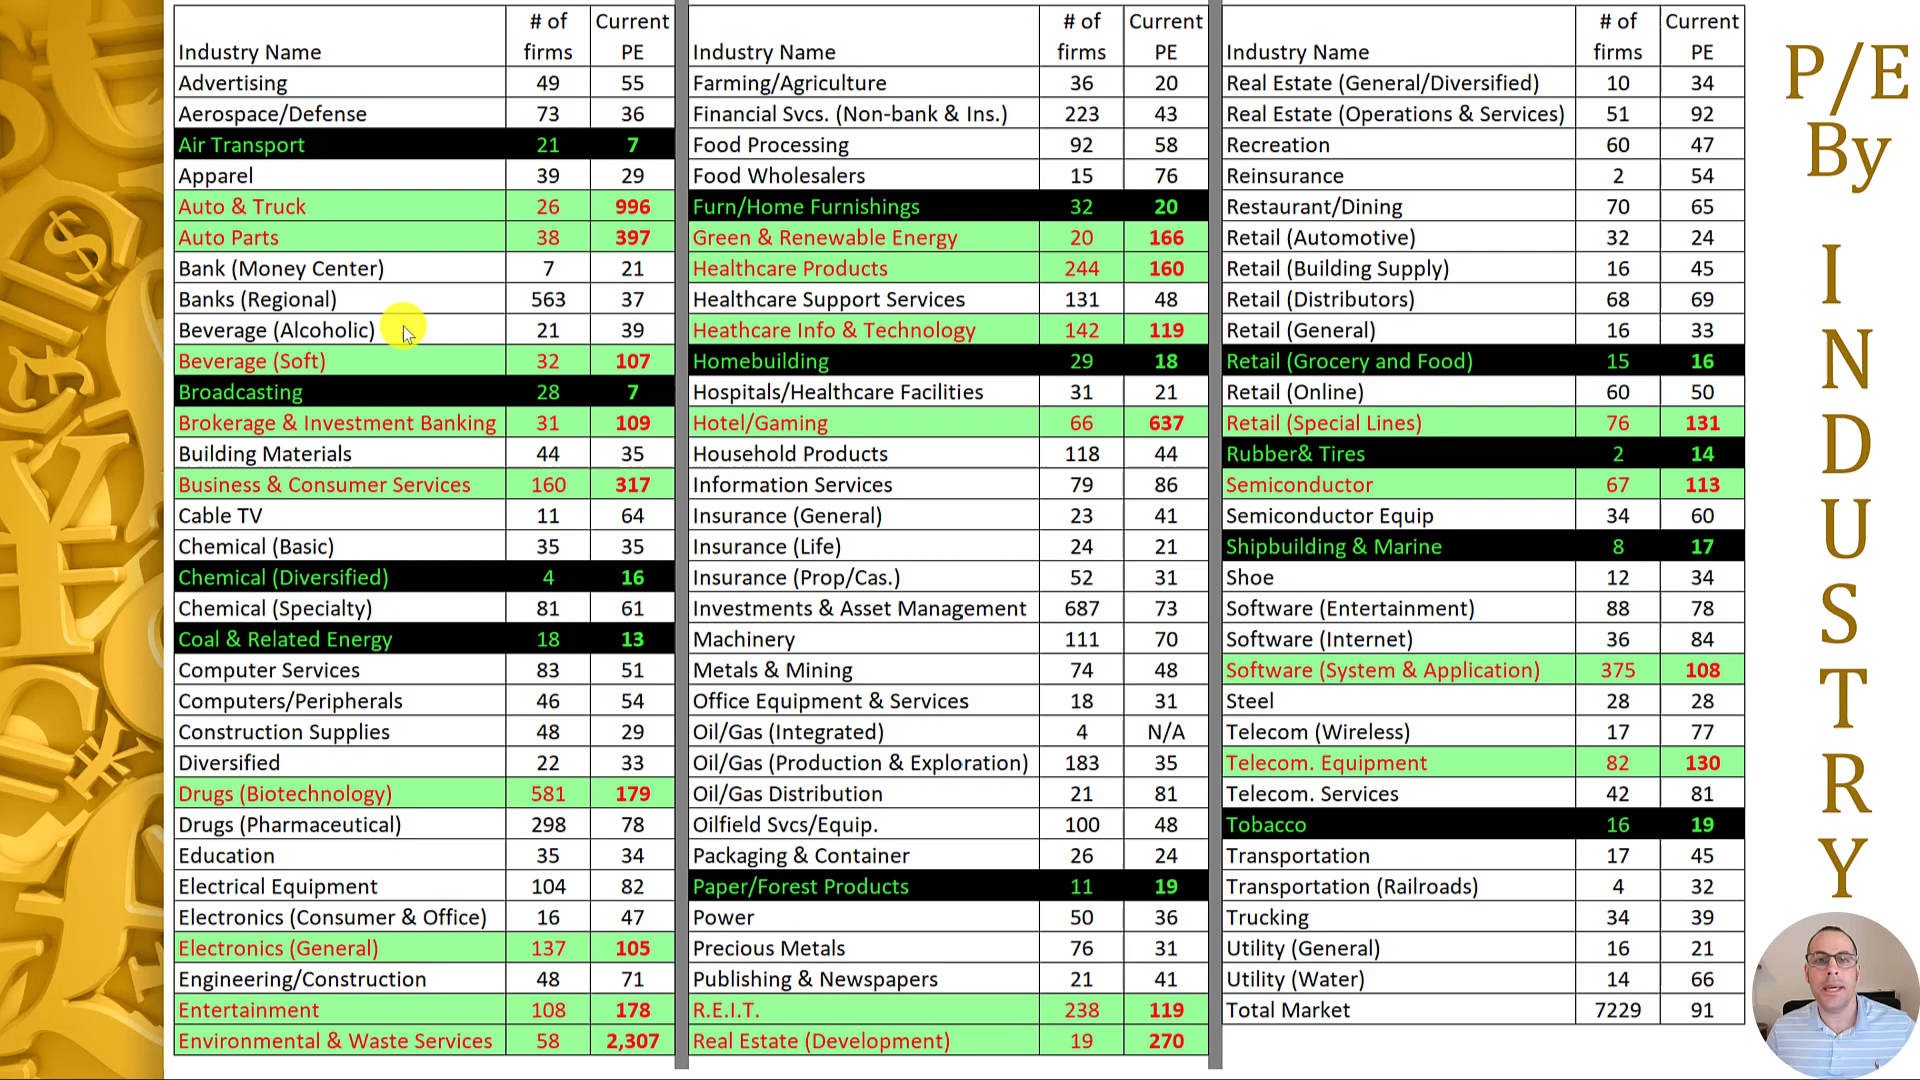 Industry Name # of firms Current PE
Advertising 49 55
Aerospace/Defense 73 36
Air Transport 21 7
Apparel 39 29
Auto & Truck 26 996
Auto Parts 38 397
Bank (Money Center) 7 21
Banks (Regional) 563 37
Beverage (Alcoholic) 21 39
Beverage (Soft) 32 107
Broadcasting 28 7
Brokerage & Investment Banking 31 109
Building Materials 44 35
Business & Consumer Services 160 317
Cable TV 11 64
Chemical (Basic) 35 35
Chemical (Diversified) 4 16
Chemical (Specialty) 81 61
Coal & Related Energy 18 13
Computer Services 83 51
Computers/Peripherals 46 54
Construction Supplies 48 29
Diversified 22 33
Drugs (Biotechnology) 581 179
Drugs (Pharmaceutical) 298 78
Education 35 34
Electrical Equipment 104 82
Electronics (Consumer & Office) 16 47
Electronics (General) 137 105
Engineering/Construction 48 71
Entertainment 108 178
Environmental & Waste Services 58 2,307
Industry Name # of firms Current PE
Farming/Agriculture 36 20
Financial Svcs. (Non-bank & Ins.) 223 43
Food Processing 92 58
Food Wholesalers 15 76
Furn/Home Furnishings 32 20
Green & Renewable Energy 20 166
Healthcare Products 244 160
Healthcare Support Services 131 48
Heathcare Info & Technology 142 119
Homebuilding 29 18
Hospitals/Healthcare Facilities 31 21
Hotel/Gaming 66 637
Household Products 118 44
Information Services 79 86
Insurance (General) 23 41
Insurance (Life) 24 21
Insurance (Prop/Cas.) 52 31
Investments & Asset Management 687 73
Machinery 111 70
Metals & Mining 74 48
Office Equipment & Services 18 31
Oil/Gas (Integrated) 4 N/A
Oil/Gas (Production & Exploration) 183 35
Oil/Gas Distribution 21 81
Oilfield Svcs/Equip. 100 48
Packaging & Container 26 24
Paper/Forest Products 11 19
Power 50 36
Precious Metals 76 31
Publishing & Newspapers 21 41
R.E.I.T. 238 119
Real Estate (Development) 19 270
Industry Name # of firms Current PE
Real Estate (General/Diversified) 10 34
Real Estate (Operations & Services) 51 92
Recreation 60 47
Reinsurance 2 54
Restaurant/Dining 70 65
Retail (Automotive) 32 24
Retail (Building Supply) 16 45
Retail (Distributors) 68 69
Retail (General) 16 33
Retail (Grocery and Food) 15 16
Retail (Online) 60 50
Retail (Special Lines) 76 131
Rubber& Tires 2 14
Semiconductor 67 113
Semiconductor Equip 34 60
Shipbuilding & Marine 8 17
Shoe 12 34
Software (Entertainment) 88 78
Software (Internet) 36 84
Software (System & Application) 375 108
Steel 28 28
Telecom (Wireless) 17 77
Telecom. Equipment 82 130
Telecom. Services 42 81
Tobacco 16 19
Transportation 17 45
Transportation (Railroads) 4 32
Trucking 34 39
Utility (General) 16 21
Utility (Water) 14 66
Total Market 7229 91
P/E
By
I
N
D
U
S
T
R
Y